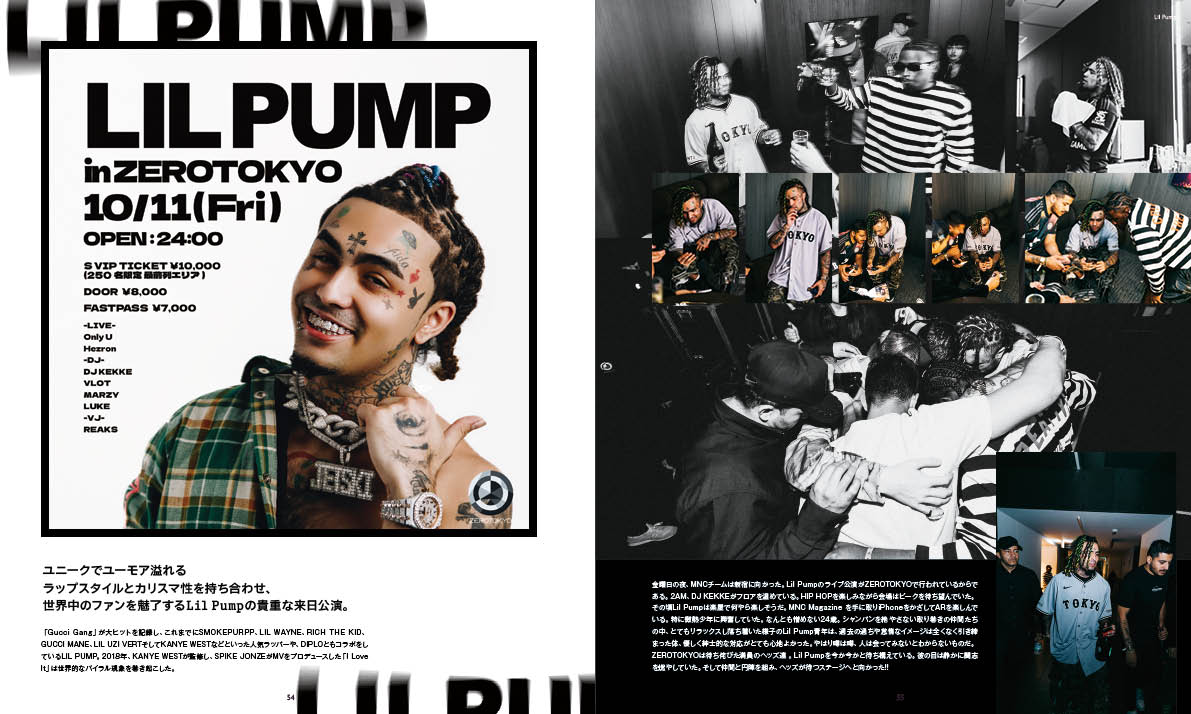 LIL PUMP
Lil Pump
LIL PUMP
in ZEROTOKYO
10/11(Fri)
OPEN:24:00
S VIP TICKET ¥10,000
(250 名限定 最前列エリア)
DOOR ¥8,000
FASTPASS ¥7,000
-LIVE-
Only U
Hezron
-DJ-
DJ KEKKE
VLOT
MARZY
LUKE
-VJ-
REAKS
JETSKI
ZEROTOKYO
ユニークでユーモア溢れる
ラップスタイルとカリスマ性を持ち合わせ、
世界中のファンを魅了するLil Pumpの貴重な来日公演。
「Gucci Gang」が大ヒットを記録し、これまでにSMOKEPURPP、LIL WAYNE、RICH THE KID、
GUCCI MANE、LIL UZI VERTそしてKANYE WESTなどといった人気ラッパーや、DIPLOともコラボをし
ているLIL PUMP。2018年、KANYE WESTが監修し、SPIKE JONZEがMVをプロデュースした「I Love
It」は世界的なバイラル現象を巻き起こした。
54
LIL PU
TOKYO
金曜日の夜、MNCチームは新宿に向かった。Lil Pumpのライブ公演がZEROTOKYOで行われているからで
ある。2AM、DJ KEKKEがフロアを温めている。HIP HOPを楽しみながら会場はピークを待ち望んでいた。
その頃Lil Pumpは楽屋で何やら楽しそうだ。MNC Magazine を手に取りiPhoneをかざしてARを楽しんで
いる。特に微熱少年に興奮していた。なんとも憎めない24歳。シャンパンを絶やさない取り巻きの仲間たち
の中、とてもリラックスし落ち着いた様子のLil Pump青年は、過去の過ちや怠惰なイメージは全くなく引き締
まった体、優しく紳士的な対応がとても心地よかった。やはり噂は噂、人は会ってみないとわからないものだ。
ZEROTOKYOは待ち侘びた満員のヘッズ達。Lil Pumpを今か今かと待ち構えている。彼の目は静かに闘志
を燃やしていた。そして仲間と円陣を組み、ヘッズが待つステージへと向かった!!
55